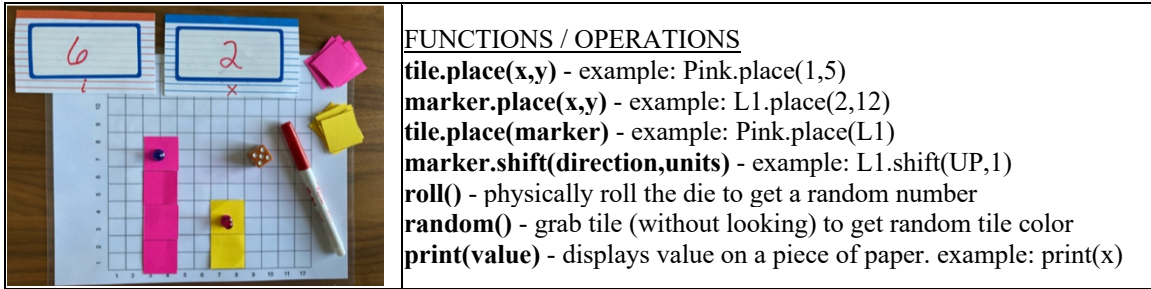 6
i
2
x
FUNCTIONS / OPERATIONS
tile.place(x,y) - example: Pink.place(1,5)
marker.place(x,y) - example: L1.place(2,12)
tile.place(marker) - example: Pink.place(L1)
marker.shift(direction,units) - example: L1.shift(UP,1)
roll() - physically roll the die to get a random number
random() - grab tile (without looking) to get random tile color
print(value) - displays value on a piece of paper. example: print(x)